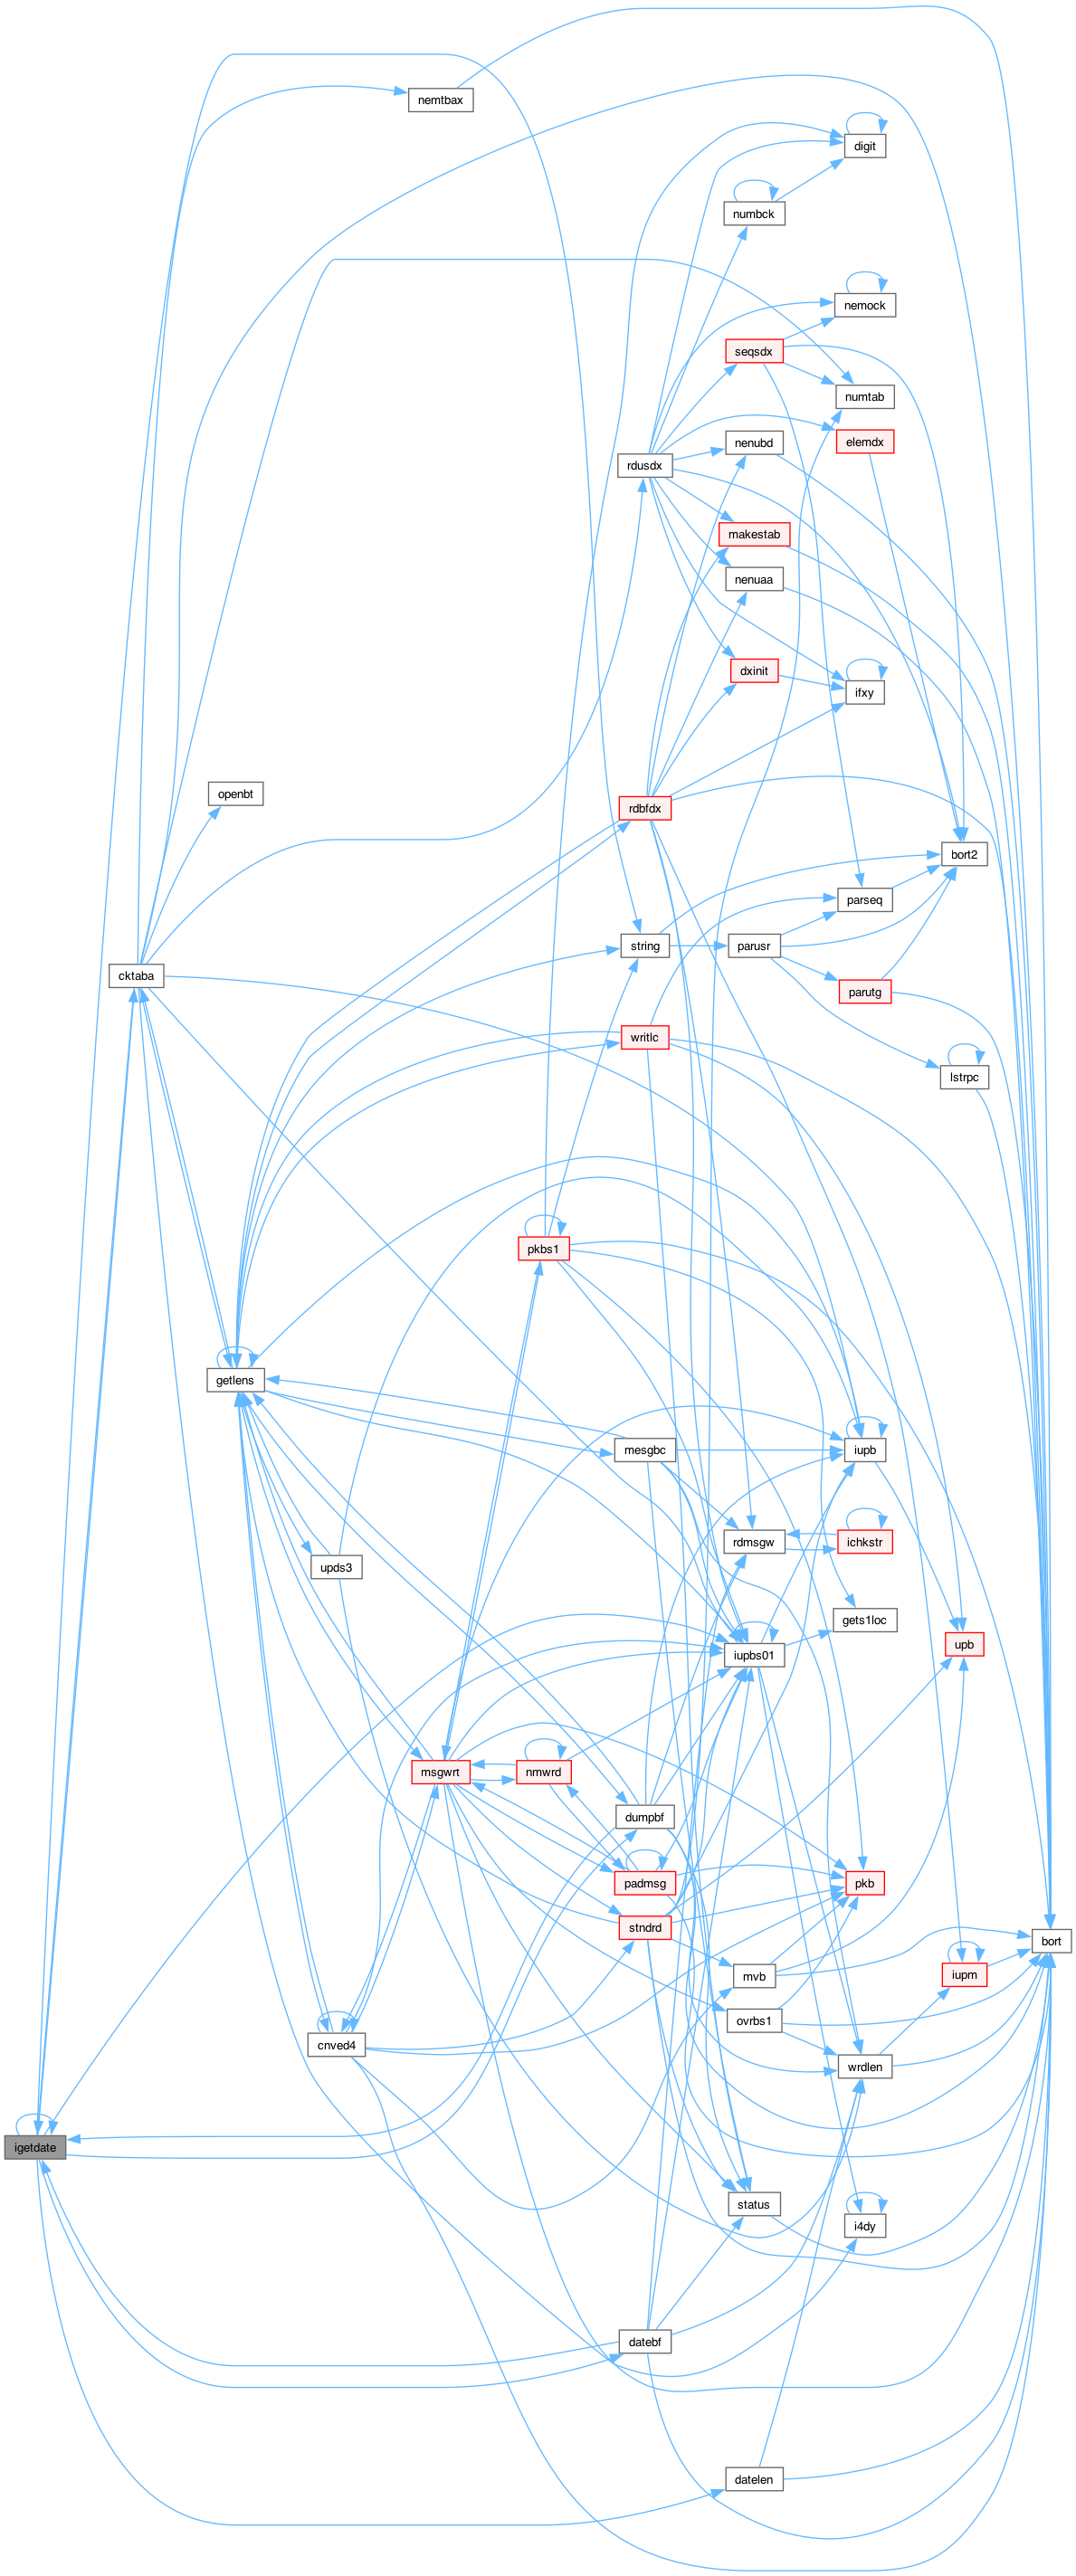 nemtbax
digit
numbck
nemock
seqsdx
numtab
elemdx
nenubd
rdusdx
makestab
nenuaa
dxinit
ifxy
openbt
rdbfdx
bort2
parseq
string
parusr
cktaba
parutg
writlc
lstrpc
pkbs1
getlens
mesgbc
iupb
rdmsgw
ichkstr
upds3
gets1loc
upb
iupbs01
msgwrt
nmwrd
dumpbf
padmsg
pkb
stndrd
bort
mvb
iupm
ovrbs1
cnved4
wrdlen
igetdate
status
i4dy
datebf
datelen